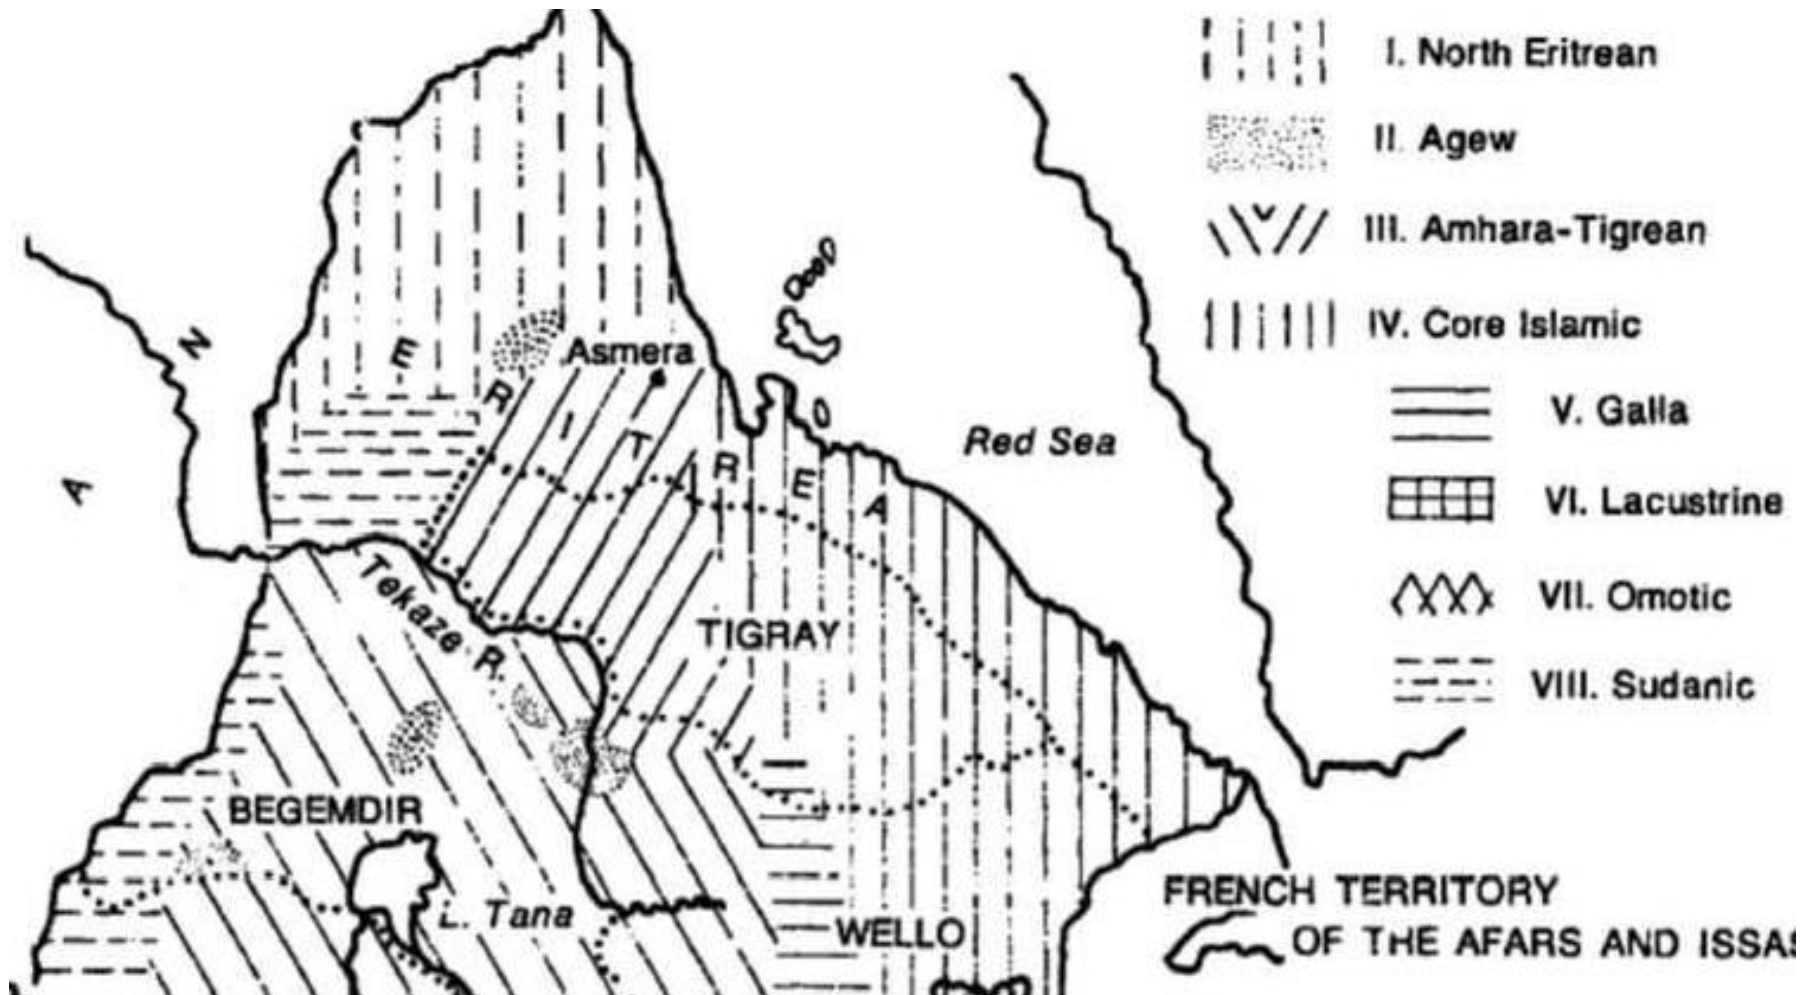 I. North Eritrean
II. Agew
III. Amhara-Tigrean
IV. Core Islamic
V. Galla
VI. Lacustrine
VII. Omotic
VIII. Sudanic
N
A
Asmera
ERITREA
Red Sea
Tekaze R.
TIGRAY
BEGEMDIR
L. Tana
WELLO
FRENCH TERRITORY
OF THE AFARS AND ISSAS